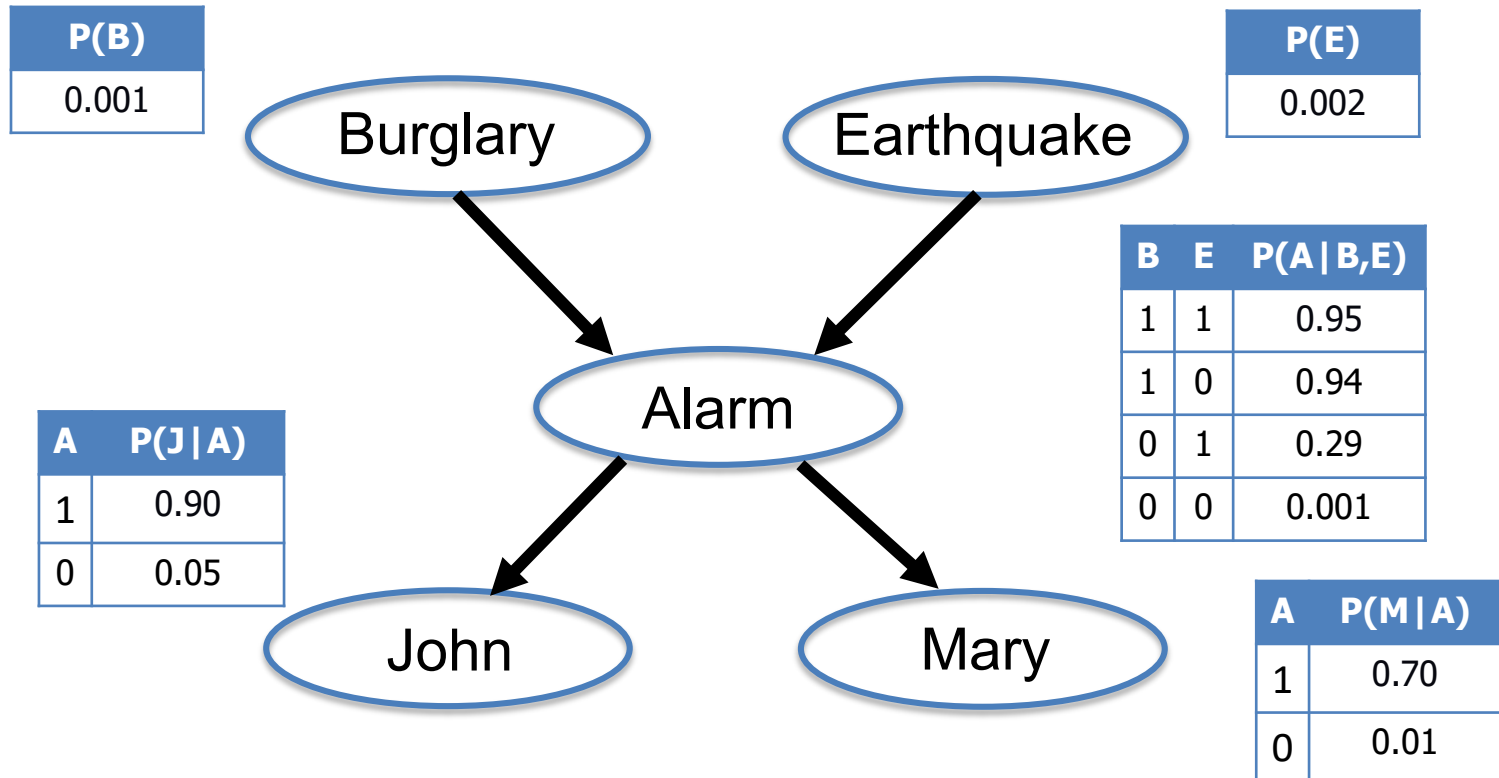 P(B)
0.001
P(E)
0.002
Burglary
Earthquake
B E P(A|B,E)
1 1 0.95
1 0 0.94
0 1 0.29
0 0 0.001
Alarm
A P(J|A)
1 0.90
0 0.05
John
Mary
A P(M|A)
1 0.70
0 0.01